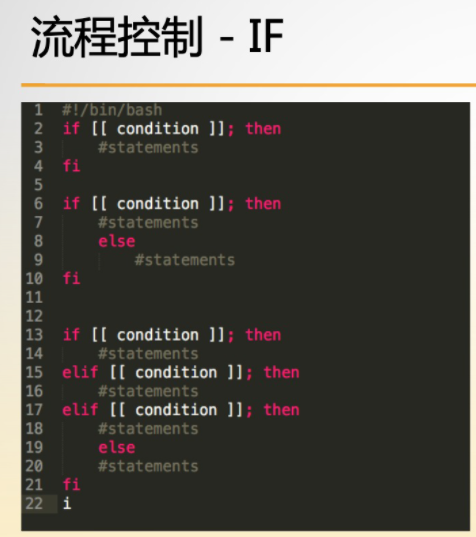 流程控制 - IF
1 #!/bin/bash
2 if [[ condition ]]; then
3     #statements
4 fi
5
6 if [[ condition ]]; then
7     #statements
8     else
9         #statements
10 fi
11
12
13 if [[ condition ]]; then
14     #statements
15 elif [[ condition ]]; then
16     #statements
17 elif [[ condition ]]; then
18     #statements
19     else
20     #statements
21 fi
22 i